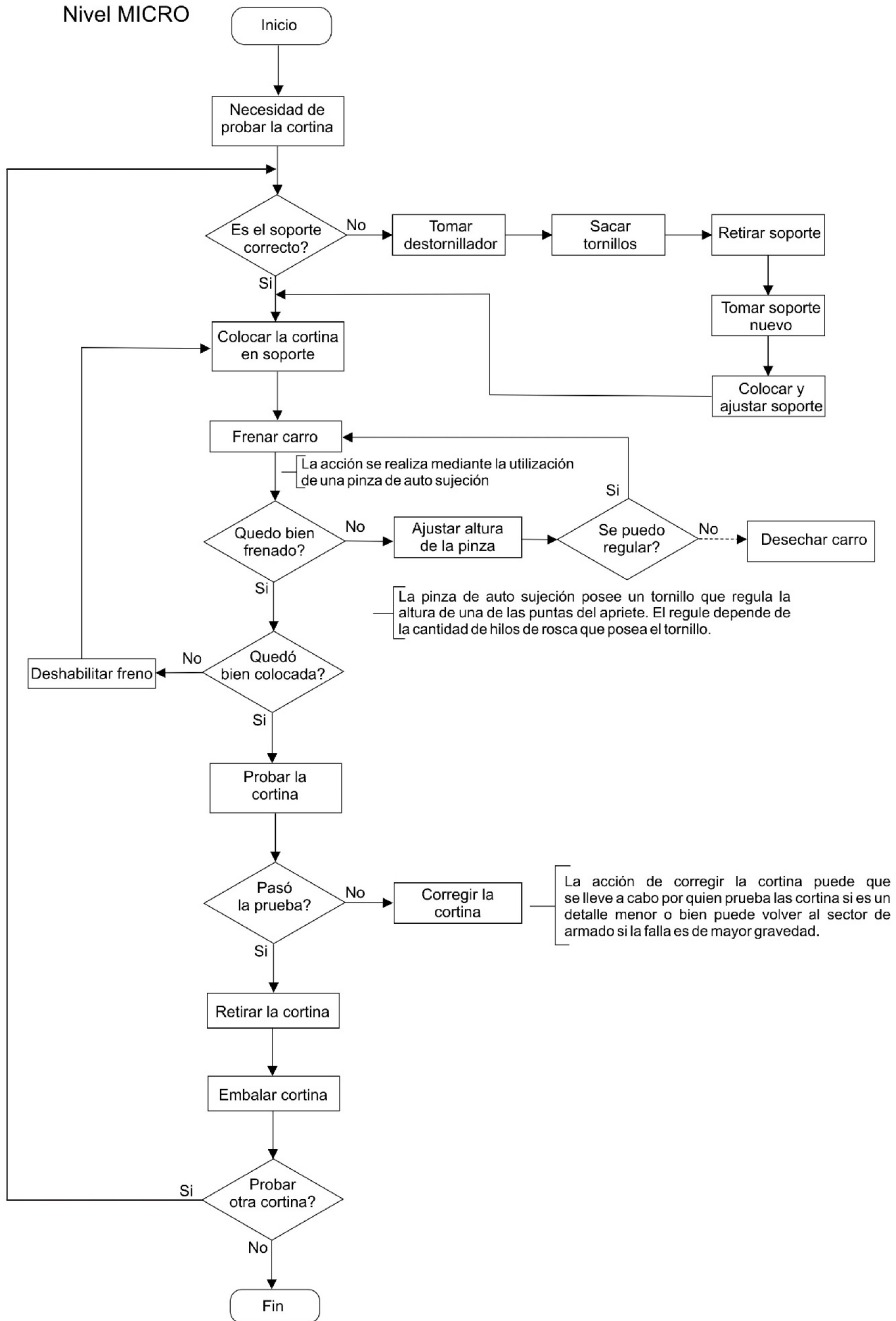 Nivel MICRO
Inicio
Necesidad de
probar la cortina
Es el soporte
correcto?
No
Tomar
destornillador
Sacar
tornillos
Retirar soporte
Si
Tomar soporte
nuevo
Colocar la cortina
en soporte
Colocar y
ajustar soporte
Frenar carro
La acción se realiza mediante la utilización
de una pinza de auto sujeción
Si
Quedo bien
frenado?
No
Ajustar altura
de la pinza
Se puedo
regular?
No
Desechar carro
Si
La pinza de auto sujeción posee un tornillo que regula la
altura de una de las puntas del apriete. El regule depende de
la cantidad de hilos de rosca que posea el tornillo.
Deshabilitar freno
No
Quedó
bien colocada?
Si
Probar la
cortina
Pasó
la prueba?
No
Corregir la
cortina
La acción de corregir la cortina puede que
se lleve a cabo por quien prueba las cortina si es un
detalle menor o bien puede volver al sector de
armado si la falla es de mayor gravedad.
Si
Retirar la cortina
Embalar cortina
Si
Probar
otra cortina?
No
Fin